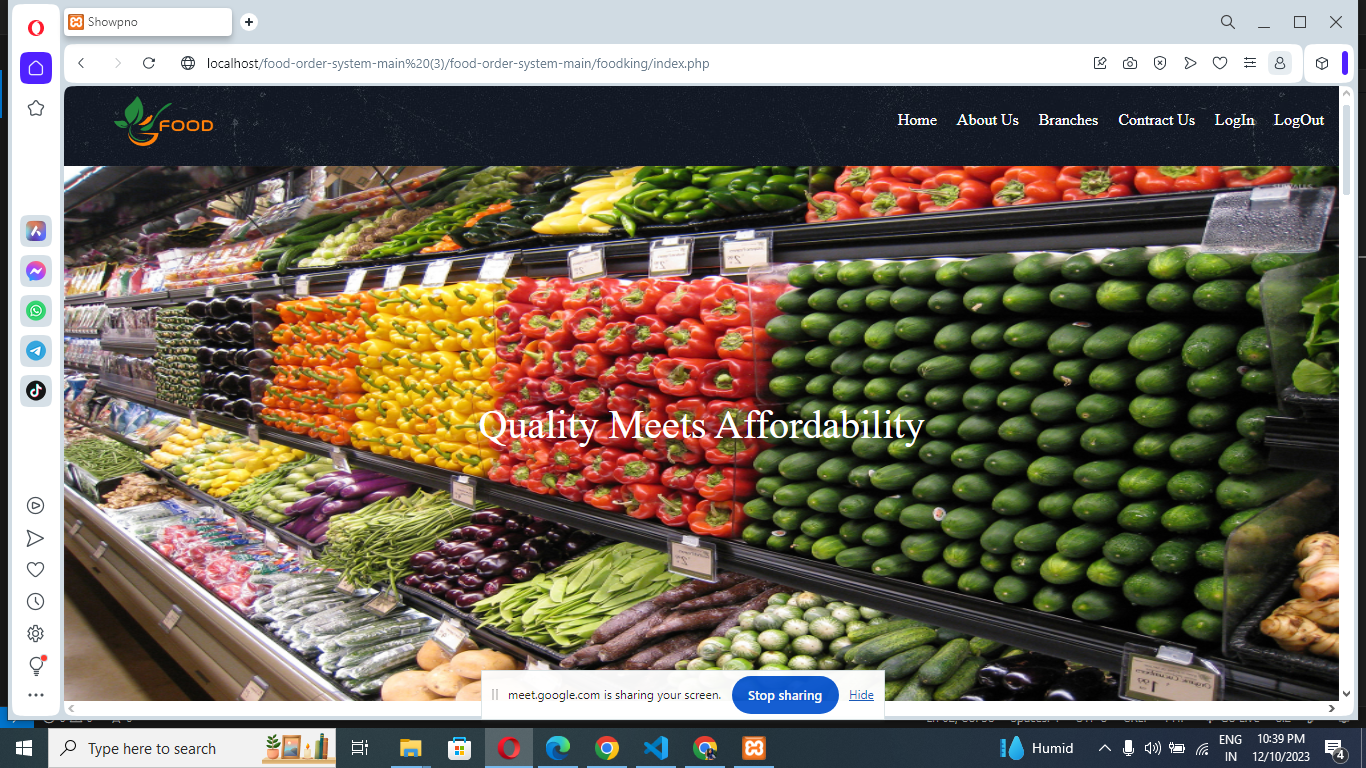 Showpno
localhost/food-order-system-main%20(3)/food-order-system-main/foodking/index.php
FOOD
Home About Us Branches Contract Us LogIn LogOut
Quality Meets Affordability
meet.google.com is sharing your screen. Stop sharing Hide
Type here to search
Humid
ENG
IN
10:39 PM
12/10/2023
4